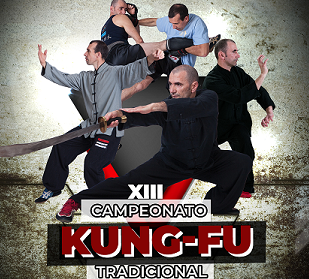 XIII
CAMPEONATO
KUNG-FU
TRADICIONAL